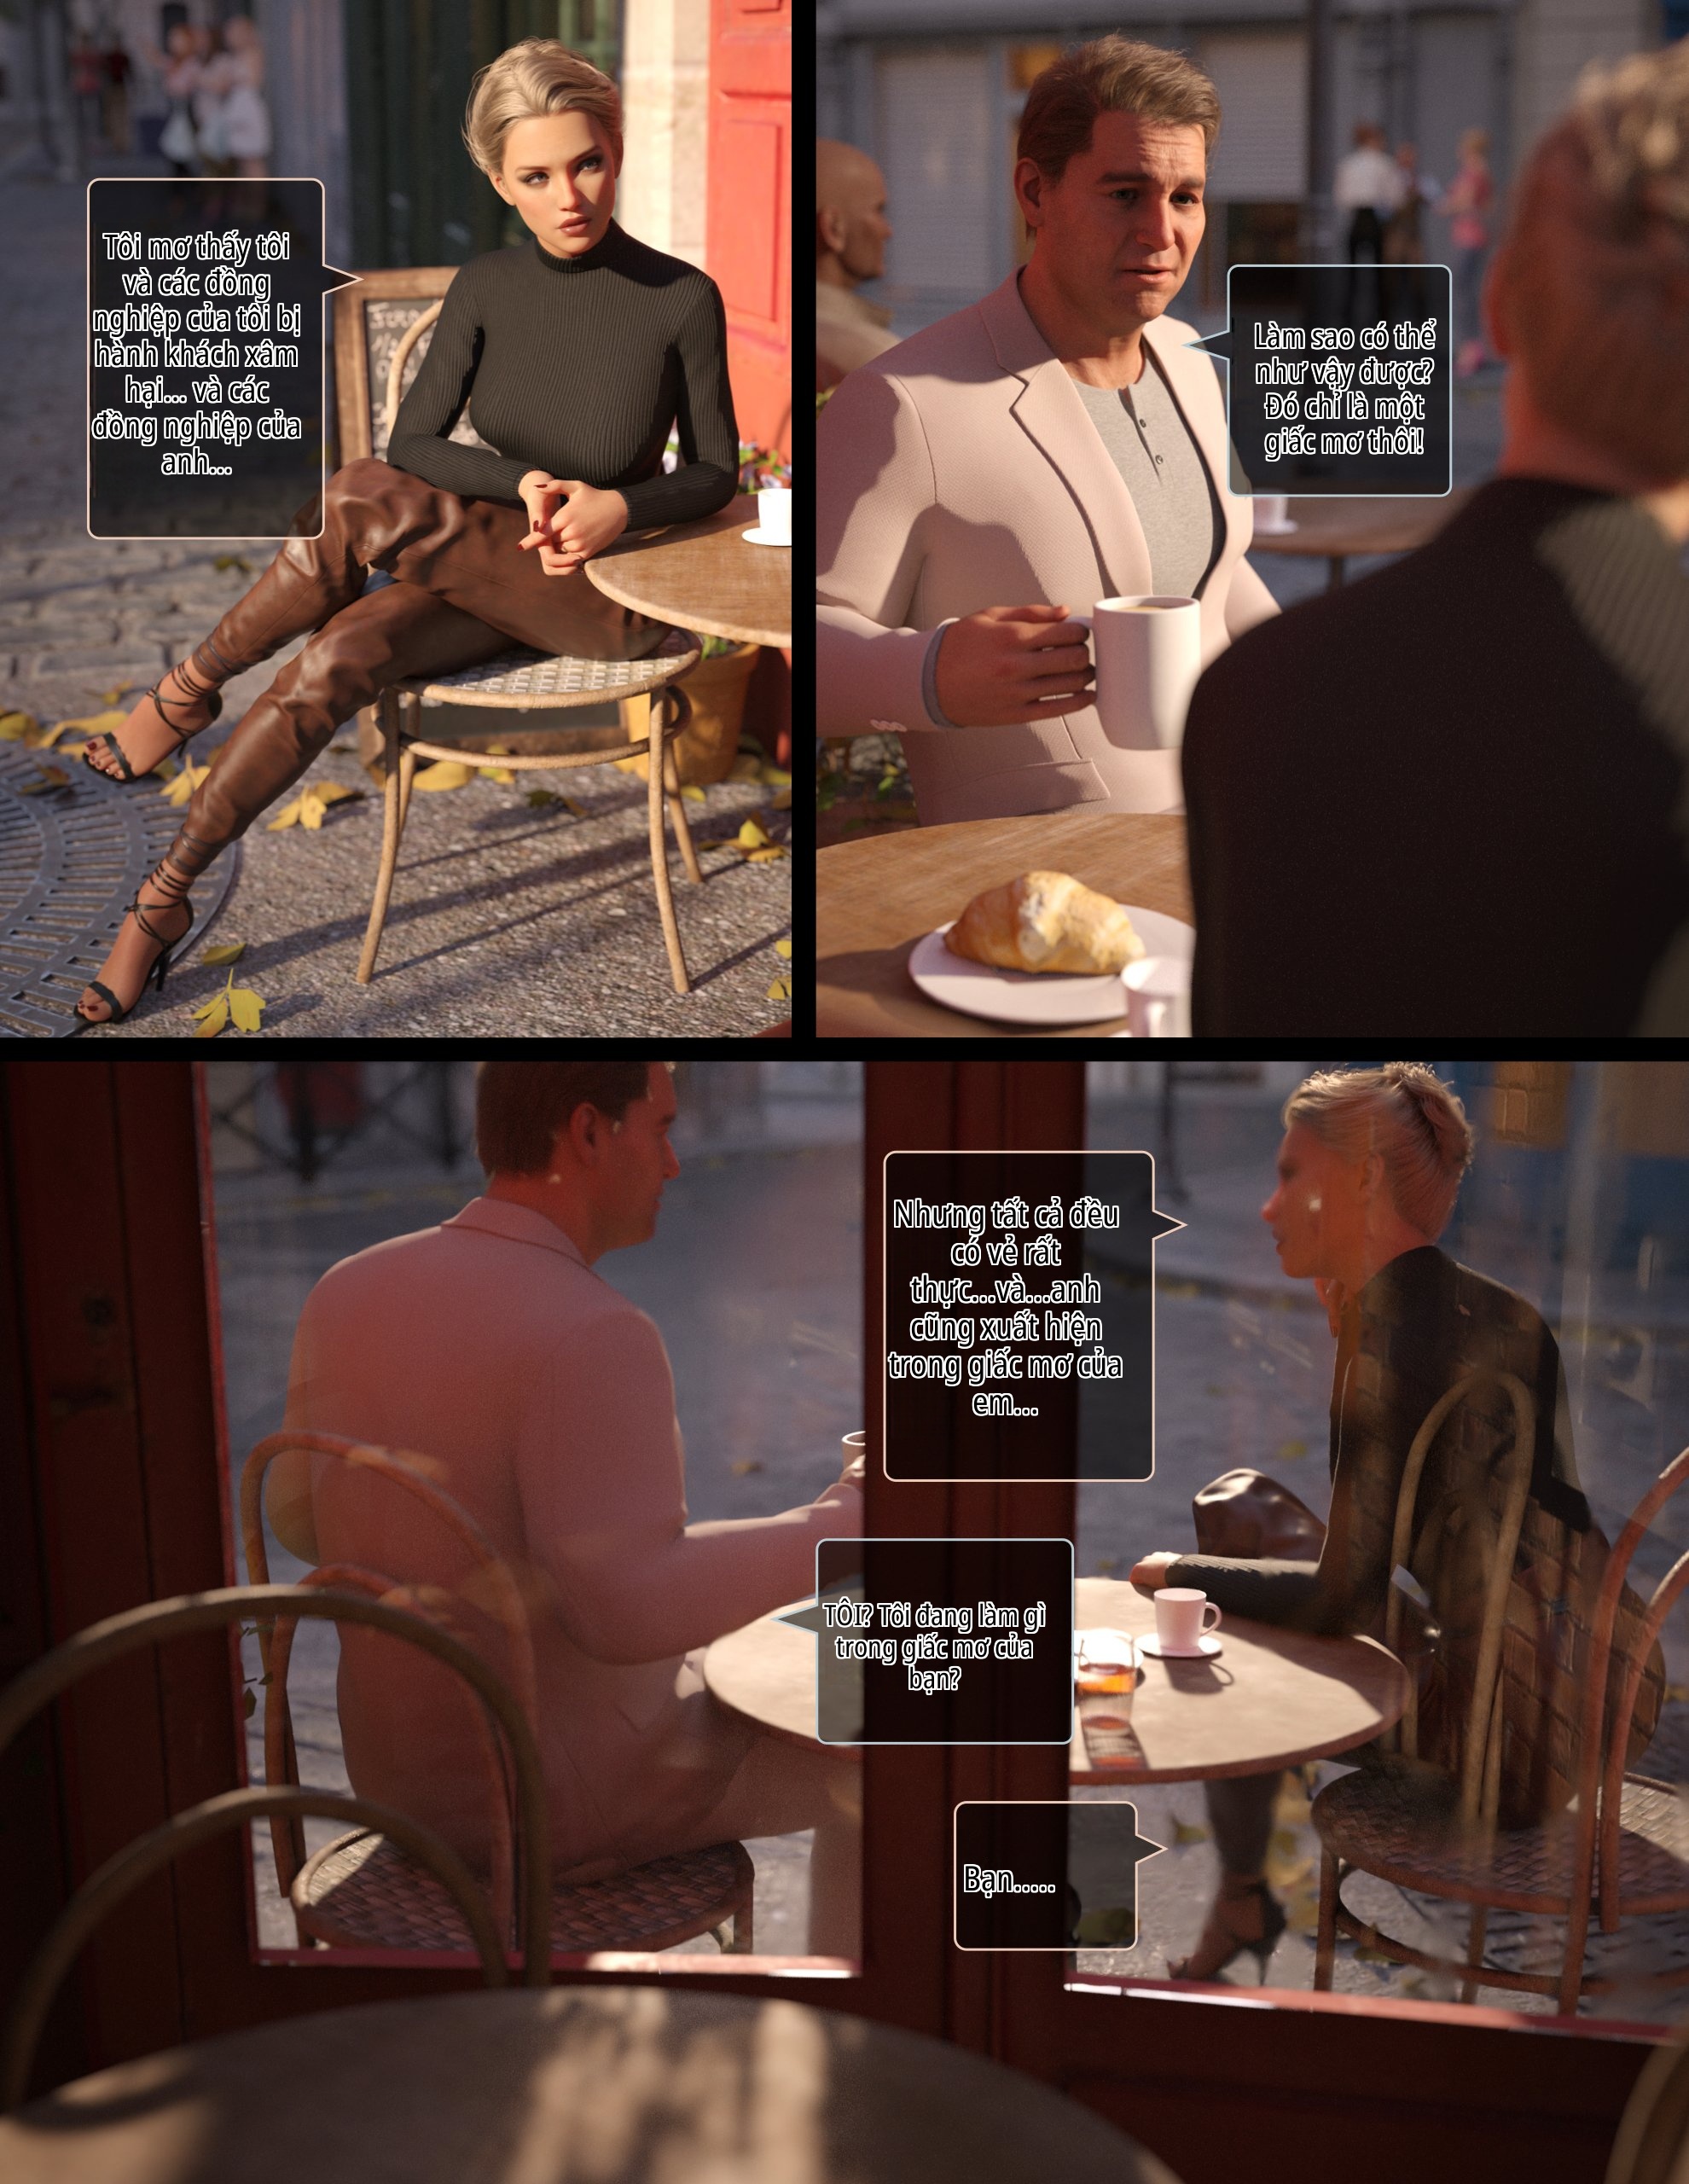 Tôi mơ thấy tôi
và các đồng
nghiệp của tôi bị
hành khách xâm
hại... và các
đồng nghiệp của
anh...
Làm sao có thể
như vậy được?
Đó chỉ là một
giấc mơ thôi!
Nhưng tất cả đều
có vẻ rất
thực...và...anh
cũng xuất hiện
trong giấc mơ của
em...
TÔI? Tôi đang làm gì
trong giấc mơ của
bạn?
Bạn.....